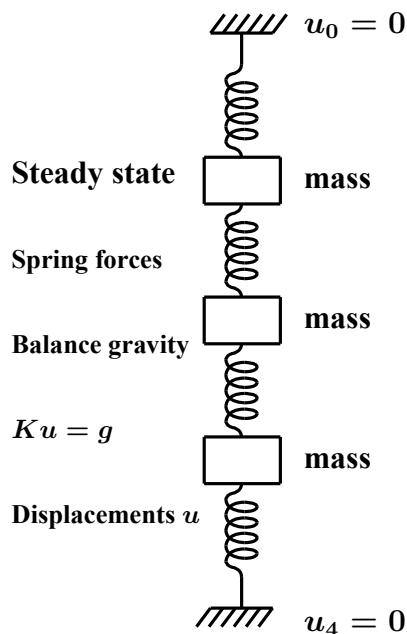 u₀ = 0
Steady state
mass
Spring forces
mass
Balance gravity
Ku = g
mass
Displacements u
u₄ = 0